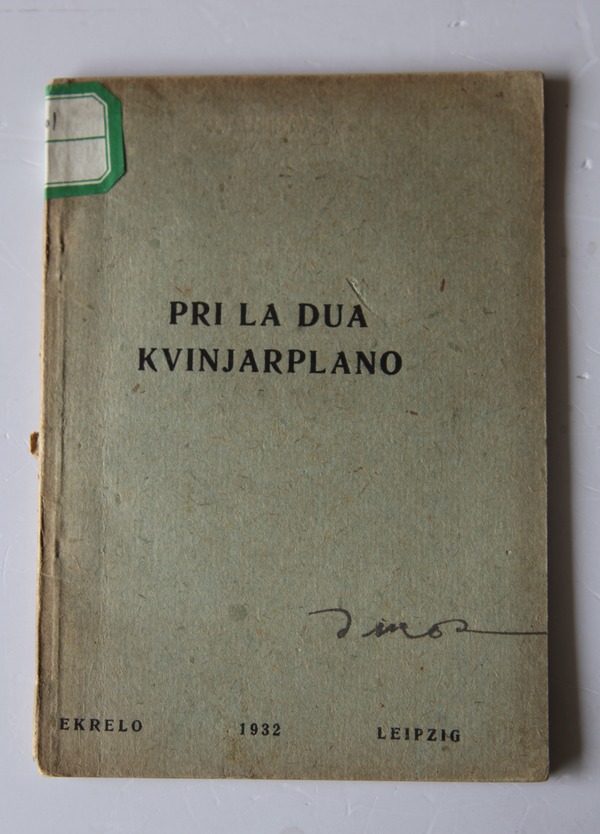 PRI LA DUA
KVINJARPLANO
EKRELO 1932 LEIPZIG